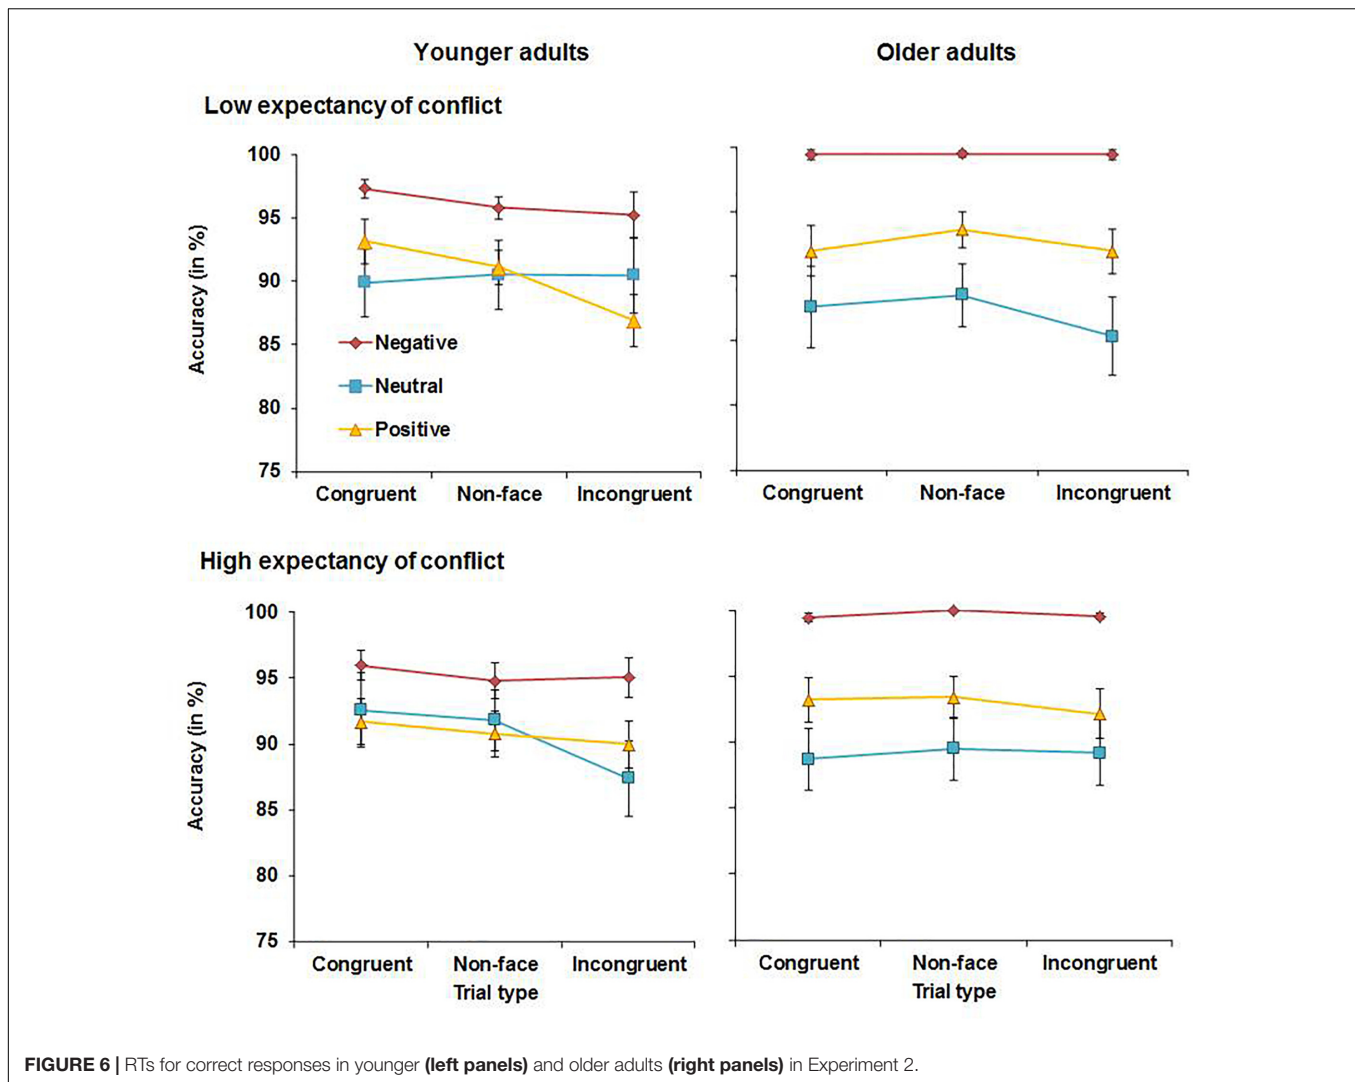 Younger adults
Older adults
Low expectancy of conflict
100
95
90
85
80
75
Accuracy (in %)
Negative
Neutral
Positive
Congruent Non-face Incongruent
Congruent Non-face Incongruent
High expectancy of conflict
100
95
90
85
80
75
Accuracy (in %)
Congruent Non-face Incongruent
Trial type
Congruent Non-face Incongruent
Trial type
FIGURE 6 | RTs for correct responses in younger (left panels) and older adults (right panels) in Experiment 2.